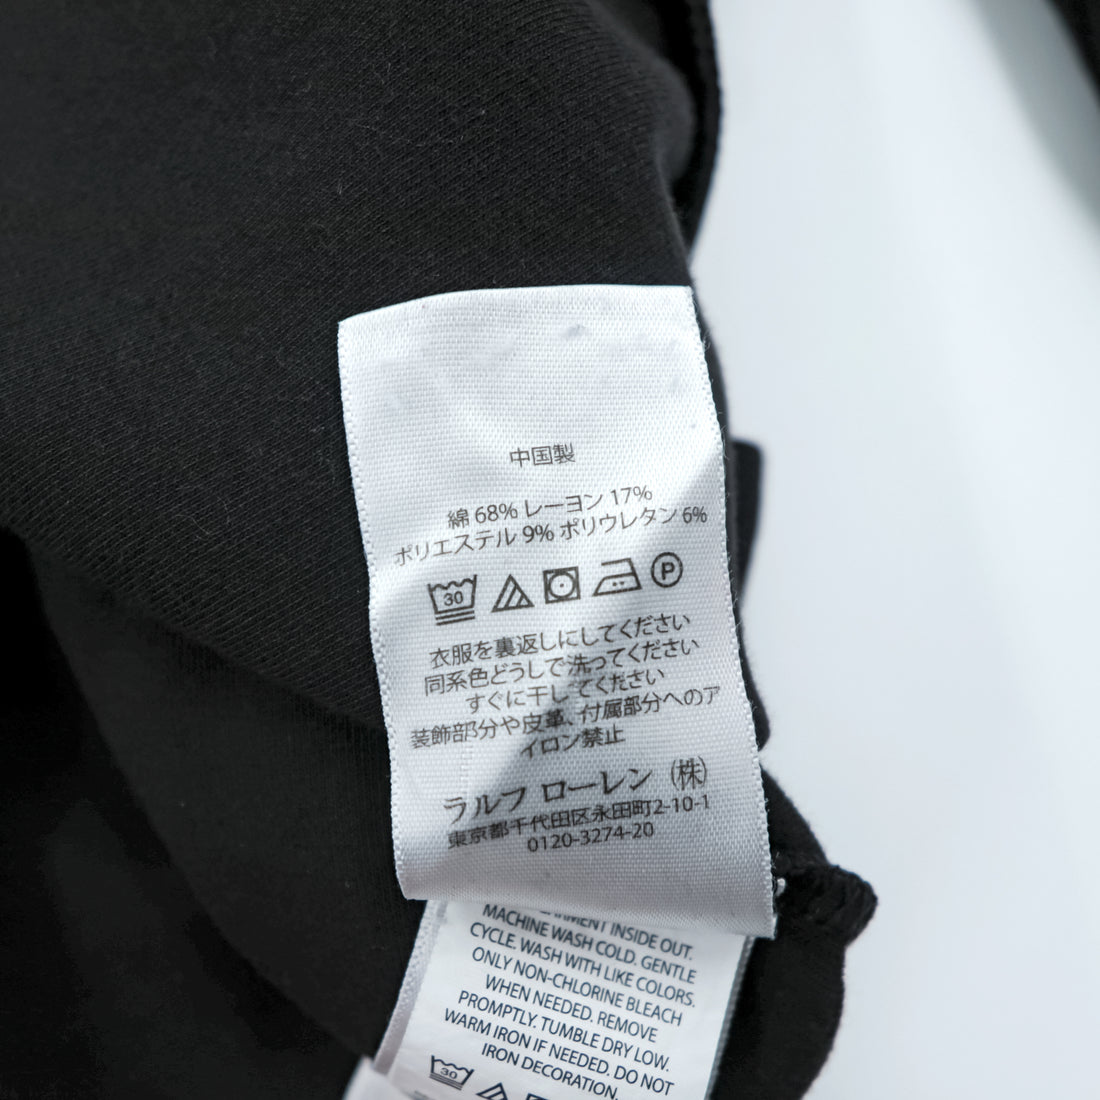 中国製
綿 68% レーヨン 17%
ポリエステル 9% ポリウレタン 6%
30
P
衣服を裏返しにしてください
同系色どうしで洗ってください
すぐに干してください
装飾部分や皮革、付属部分へのア
イロン禁止
ラルフ ローレン (株)
東京都千代田区永田町2-10-1
0120-3274-20
INSIDE OUT.
MACHINE WASH COLD. GENTLE
CYCLE. WASH WITH LIKE COLORS.
ONLY NON-CHLORINE BLEACH
WHEN NEEDED. REMOVE
PROMPTLY. TUMBLE DRY LOW.
WARM IRON IF NEEDED. DO NOT
IRON DECORATION.
30